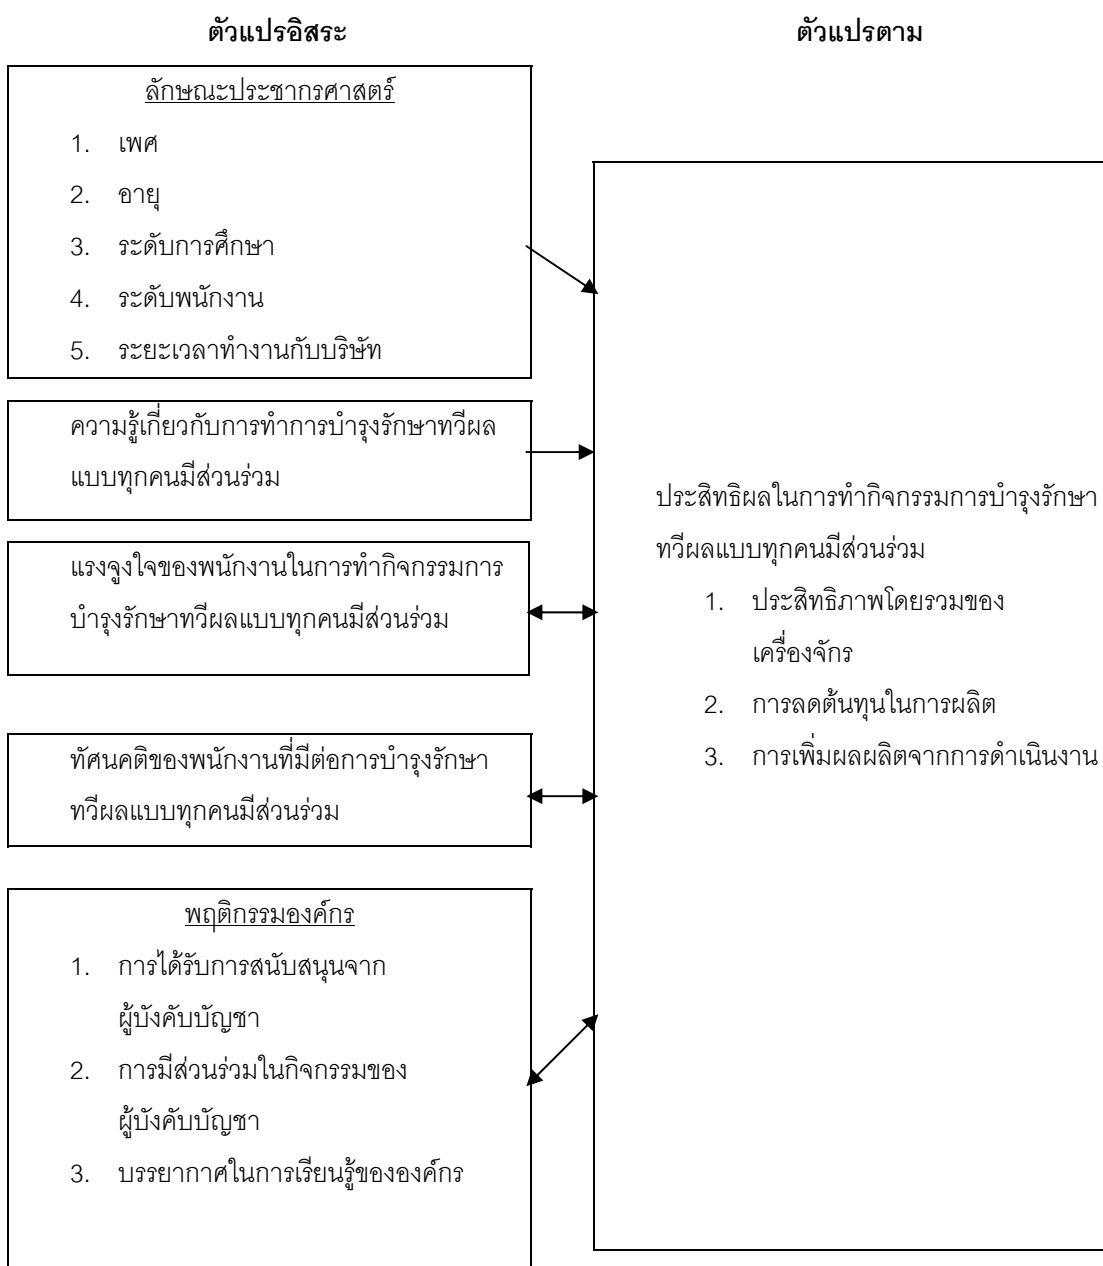 ตัวแปรอิสระ
ตัวแปรตาม
ลักษณะประชากรศาสตร์
1. เพศ
2. อายุ
3. ระดับการศึกษา
4. ระดับพนักงาน
5. ระยะเวลาทำงานกับบริษัท
ความรู้เกี่ยวกับการทำการบำรุงรักษาทวีผล
แบบทุกคนมีส่วนร่วม
แรงจูงใจของพนักงานในการทำกิจกรรมการ
บำรุงรักษาทวีผลแบบทุกคนมีส่วนร่วม
ทัศนคติของพนักงานที่มีต่อการบำรุงรักษา
ทวีผลแบบทุกคนมีส่วนร่วม
พฤติกรรมองค์กร
1. การได้รับการสนับสนุนจาก
ผู้บังคับบัญชา
2. การมีส่วนร่วมในกิจกรรมของ
ผู้บังคับบัญชา
3. บรรยากาศในการเรียนรู้ขององค์กร
ประสิทธิผลในการทำกิจกรรมการบำรุงรักษา
ทวีผลแบบทุกคนมีส่วนร่วม
1. ประสิทธิภาพโดยรวมของ
เครื่องจักร
2. การลดต้นทุนในการผลิต
3. การเพิ่มผลผลิตจากการดำเนินงาน